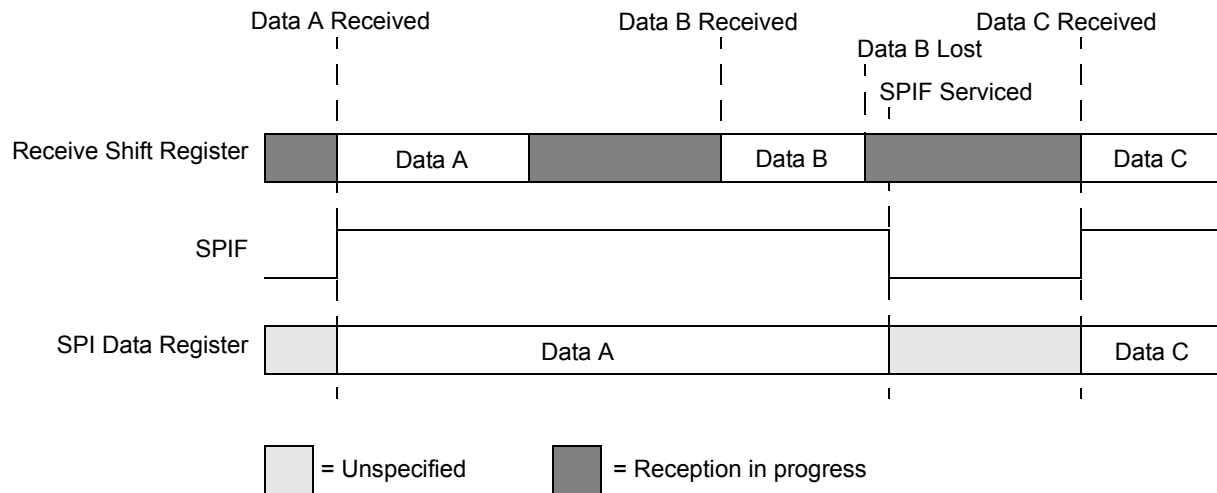 Data A Received
Data B Received
Data C Received
Data B Lost
SPIF Serviced
Receive Shift Register
Data A
Data B
Data C
SPIF
SPI Data Register
Data A
Data C
= Unspecified
= Reception in progress